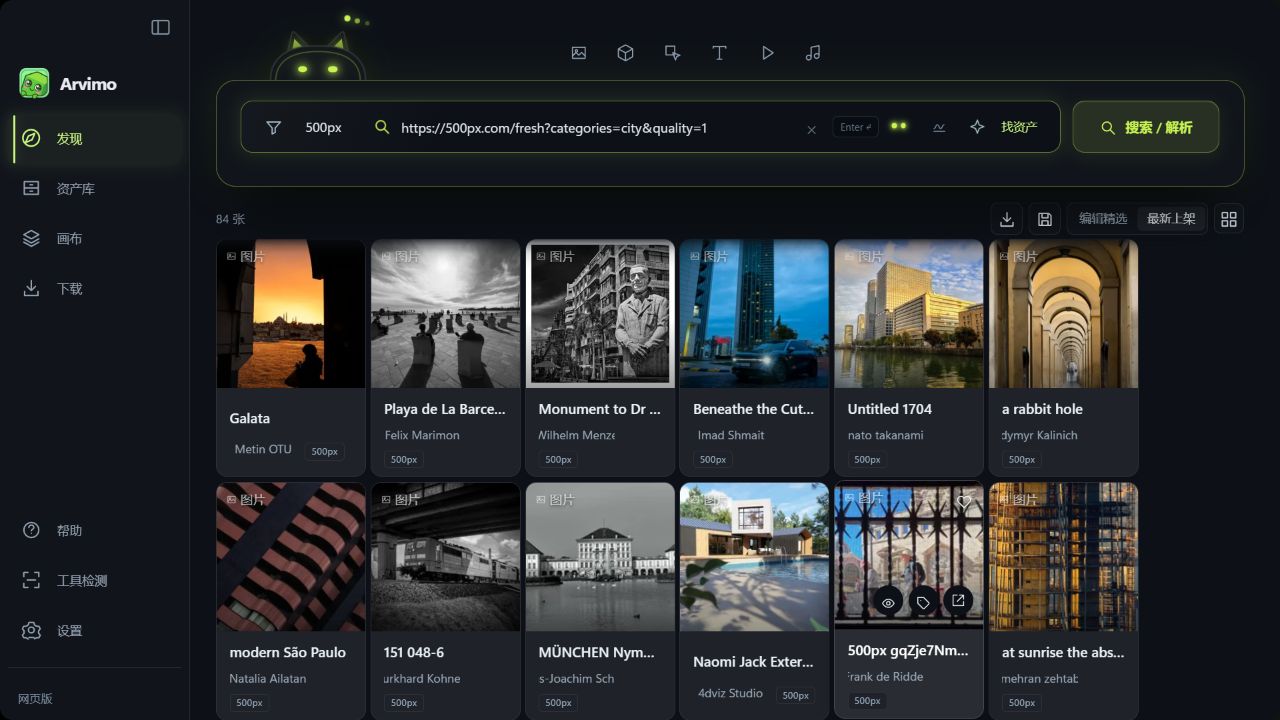 Arvimo
发现
资产库
画布
下载
帮助
工具检测
设置
网页版
500px
https://500px.com/fresh?categories=city&quality=1
Enter ↵
找资产
搜索 / 解析
84 张
编辑精选
最新上架
图片
图片
图片
图片
图片
图片
Galata
Metin OTU
500px
Playa de La Barce...
Felix Marimon
500px
Monument to Dr ...
Wilhelm Menze
500px
Beneathe the Cut...
Imad Shmait
500px
Untitled 1704
nato takanami
500px
a rabbit hole
dymyr Kalinich
500px
图片
图片
图片
图片
图片
图片
modern São Paulo
Natalia Ailatan
500px
151 048-6
urkhard Kohne
500px
MÜNCHEN Nym...
s-Joachim Sch
500px
Naomi Jack Exter...
4dviz Studio
500px
500px gqZje7Nm...
Frank de Ridde
500px
at sunrise the abs...
mehran zehtab
500px